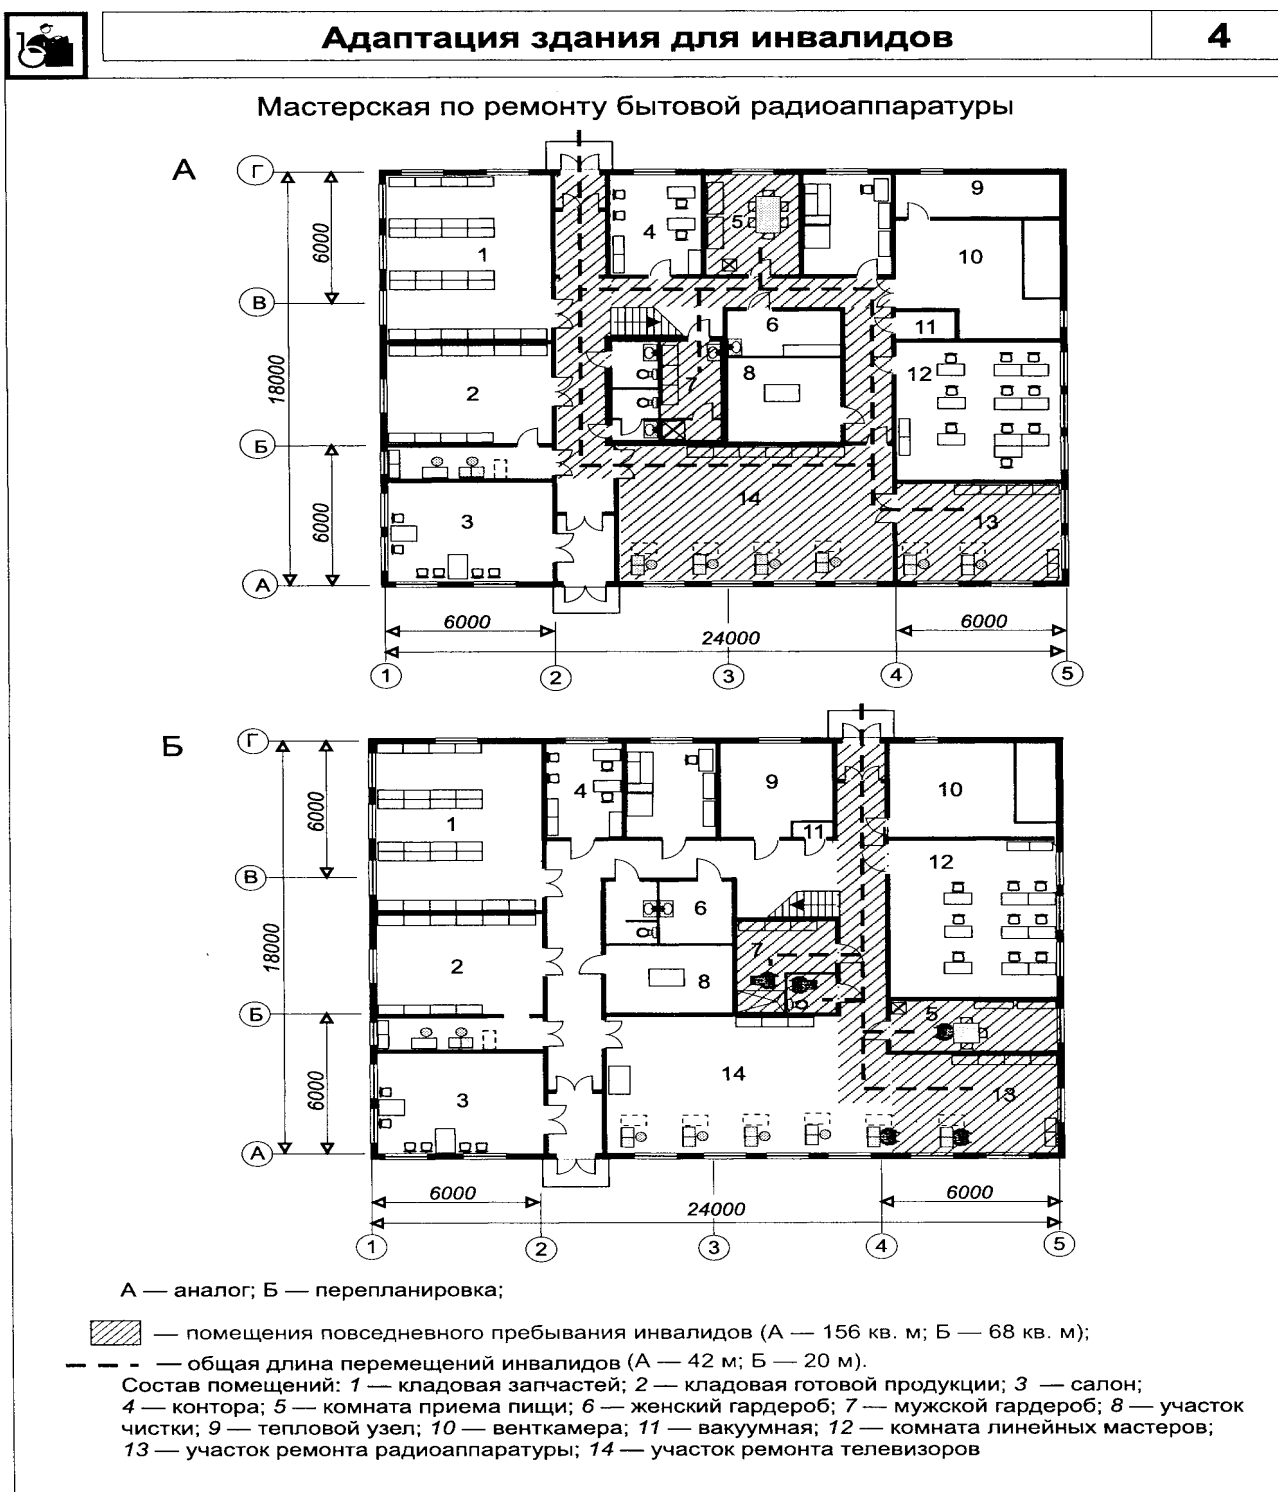 Адаптация здания для инвалидов
4
Мастерская по ремонту бытовой радиоаппаратуры
А
Г
В
Б
А
6000
18000
6000
1
2
3
4
5
6
7
8
9
10
11
12
13
14
6000
24000
6000
1
2
3
4
5
Б
Г
В
Б
А
6000
18000
6000
1
2
3
4
5
6
7
8
9
10
11
12
13
14
6000
24000
6000
1
2
3
4
5
А — аналог; Б — перепланировка;
— помещения повседневного пребывания инвалидов (А — 156 кв. м; Б — 68 кв. м);
— общая длина перемещений инвалидов (А — 42 м; Б — 20 м).
Состав помещений: 1 — кладовая запчастей; 2 — кладовая готовой продукции; 3 — салон;
4 — контора; 5 — комната приема пищи; 6 — женский гардероб; 7 — мужской гардероб; 8 — участок
чистки; 9 — тепловой узел; 10 — венткамера; 11 — вакуумная; 12 — комната линейных мастеров;
13 — участок ремонта радиоаппаратуры; 14 — участок ремонта телевизоров